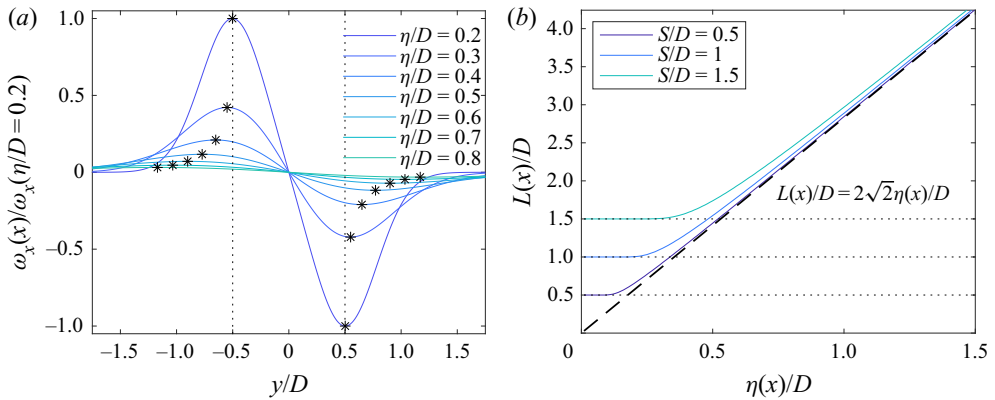 (a)
1.0
0.5
0
−0.5
−1.0
−1.5
−1.0
−0.5
0
0.5
1.0
1.5
y/D
ω_x(x)/ω_x(η/D = 0.2)
η/D = 0.2
η/D = 0.3
η/D = 0.4
η/D = 0.5
η/D = 0.6
η/D = 0.7
η/D = 0.8
(b)
4.0
3.5
3.0
2.5
2.0
1.5
1.0
0.5
0
0.5
1.0
1.5
η(x)/D
L(x)/D
S/D = 0.5
S/D = 1
S/D = 1.5
L(x)/D = 2√2η(x)/D